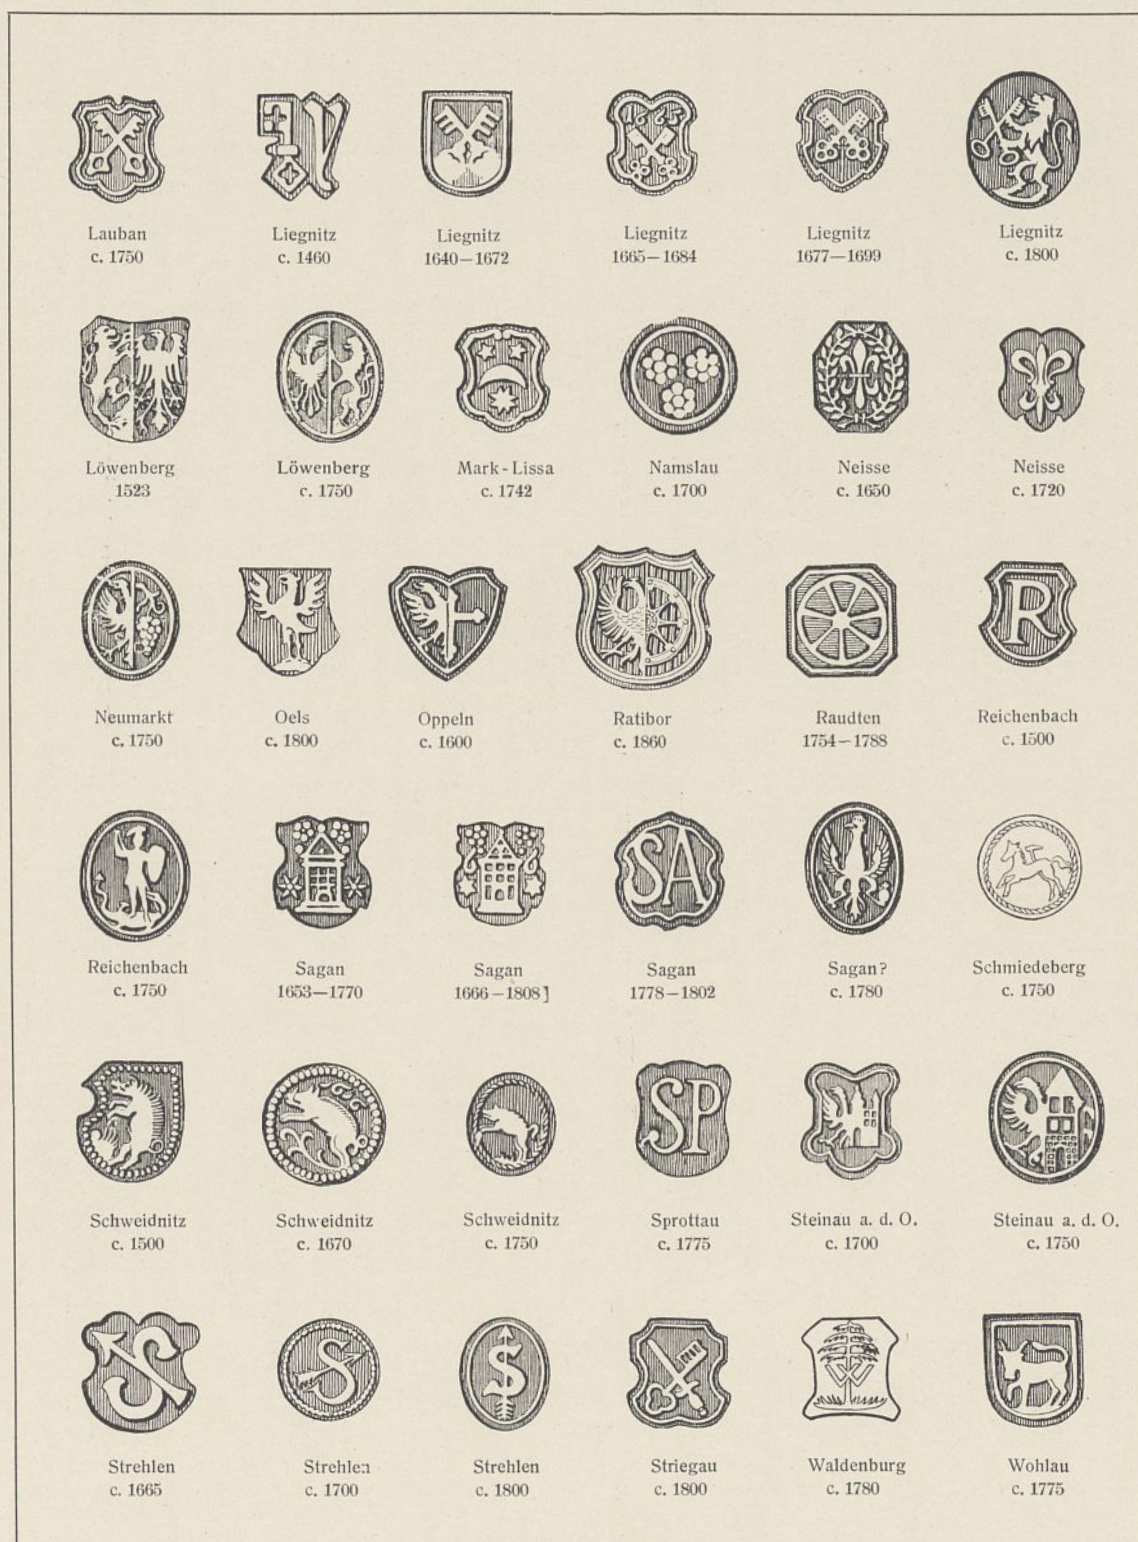 1665
Lauban
c. 1750
Liegnitz
c. 1460
Liegnitz
1640—1672
Liegnitz
1665—1684
Liegnitz
1677—1699
Liegnitz
c. 1800
Löwenberg
1523
Löwenberg
c. 1750
Mark-Lissa
c. 1742
Namslau
c. 1700
Neisse
c. 1650
Neisse
c. 1720
R
Neumarkt
c. 1750
Oels
c. 1800
Oppeln
c. 1600
Ratibor
c. 1860
Raudten
1754—1788
Reichenbach
c. 1500
SA
Reichenbach
c. 1750
Sagan
1653—1770
Sagan
1666—1808]
Sagan
1778—1802
Sagan?
c. 1780
Schmiedeberg
c. 1750
SP
Schweidnitz
c. 1500
Schweidnitz
c. 1670
Schweidnitz
c. 1750
Sprottau
c. 1775
Steinau a. d. O.
c. 1700
Steinau a. d. O.
c. 1750
S
S
S
W
Strehlen
c. 1665
Strehlen
c. 1700
Strehlen
c. 1800
Striegau
c. 1800
Waldenburg
c. 1780
Wohlau
c. 1775